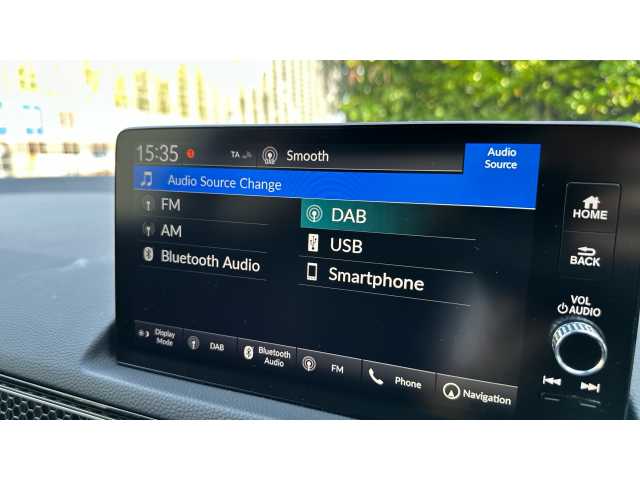 15:35 TA Smooth
Audio Source
Audio Source Change
FM
DAB
AM
USB
Bluetooth Audio
Smartphone
Display Mode
DAB
Bluetooth Audio
FM
Phone
Navigation
HOME
BACK
VOL
AUDIO